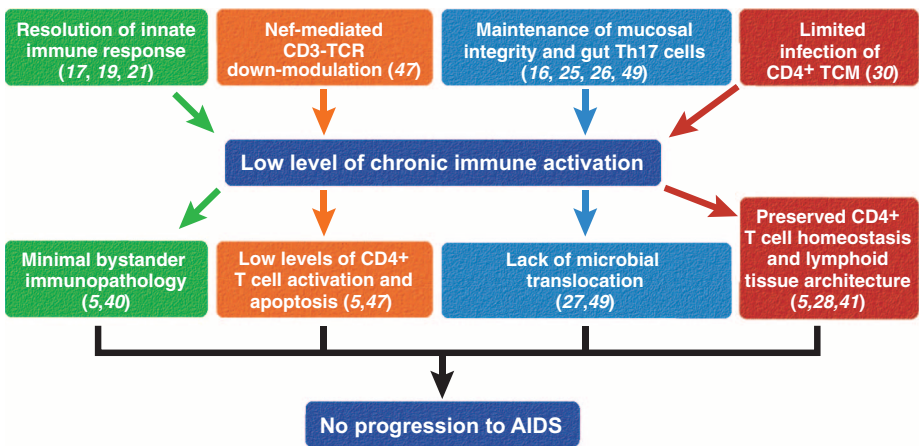 Resolution of innate
immune response
(17, 19, 21)
Nef-mediated
CD3-TCR
down-modulation (47)
Maintenance of mucosal
integrity and gut Th17 cells
(16, 25, 26, 49)
Limited
infection of
CD4+ TCM (30)
Low level of chronic immune activation
Minimal bystander
immunopathology
(5,40)
Low levels of CD4+
T cell activation and
apoptosis (5,47)
Lack of microbial
translocation
(27,49)
Preserved CD4+
T cell homeostasis
and lymphoid
tissue architecture
(5,28,41)
No progression to AIDS